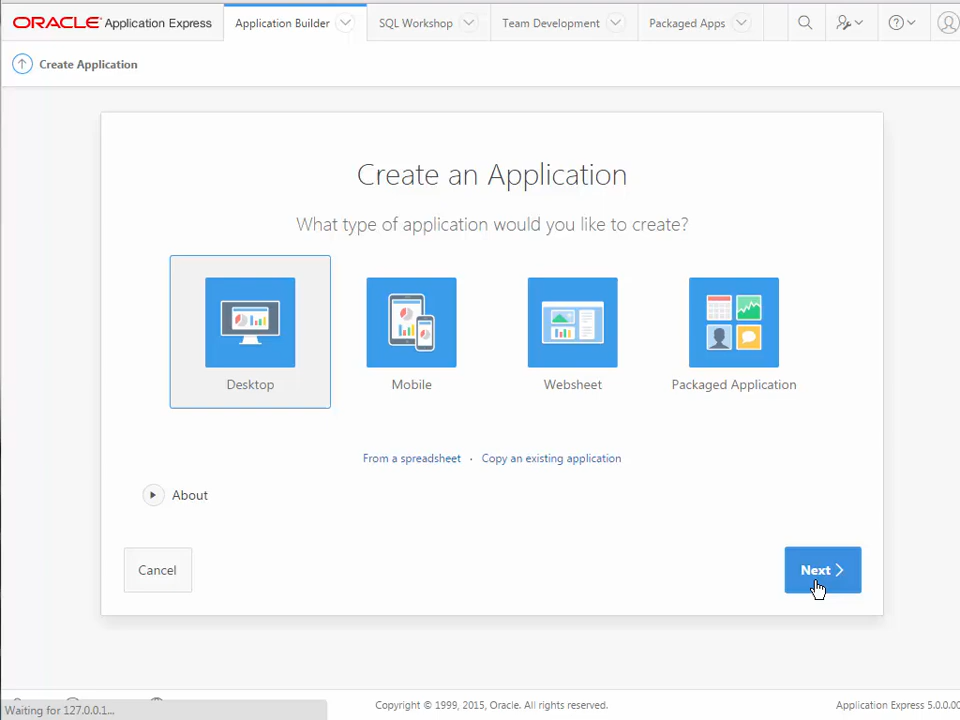 ORACLE Application Express Application Builder SQL Workshop Team Development Packaged Apps
Create Application
Create an Application
What type of application would you like to create?
Desktop Mobile Websheet Packaged Application
From a spreadsheet · Copy an existing application
About
Cancel Next
Waiting for 127.0.0.1... Copyright © 1999, 2015, Oracle. All rights reserved. Application Express 5.0.0.00